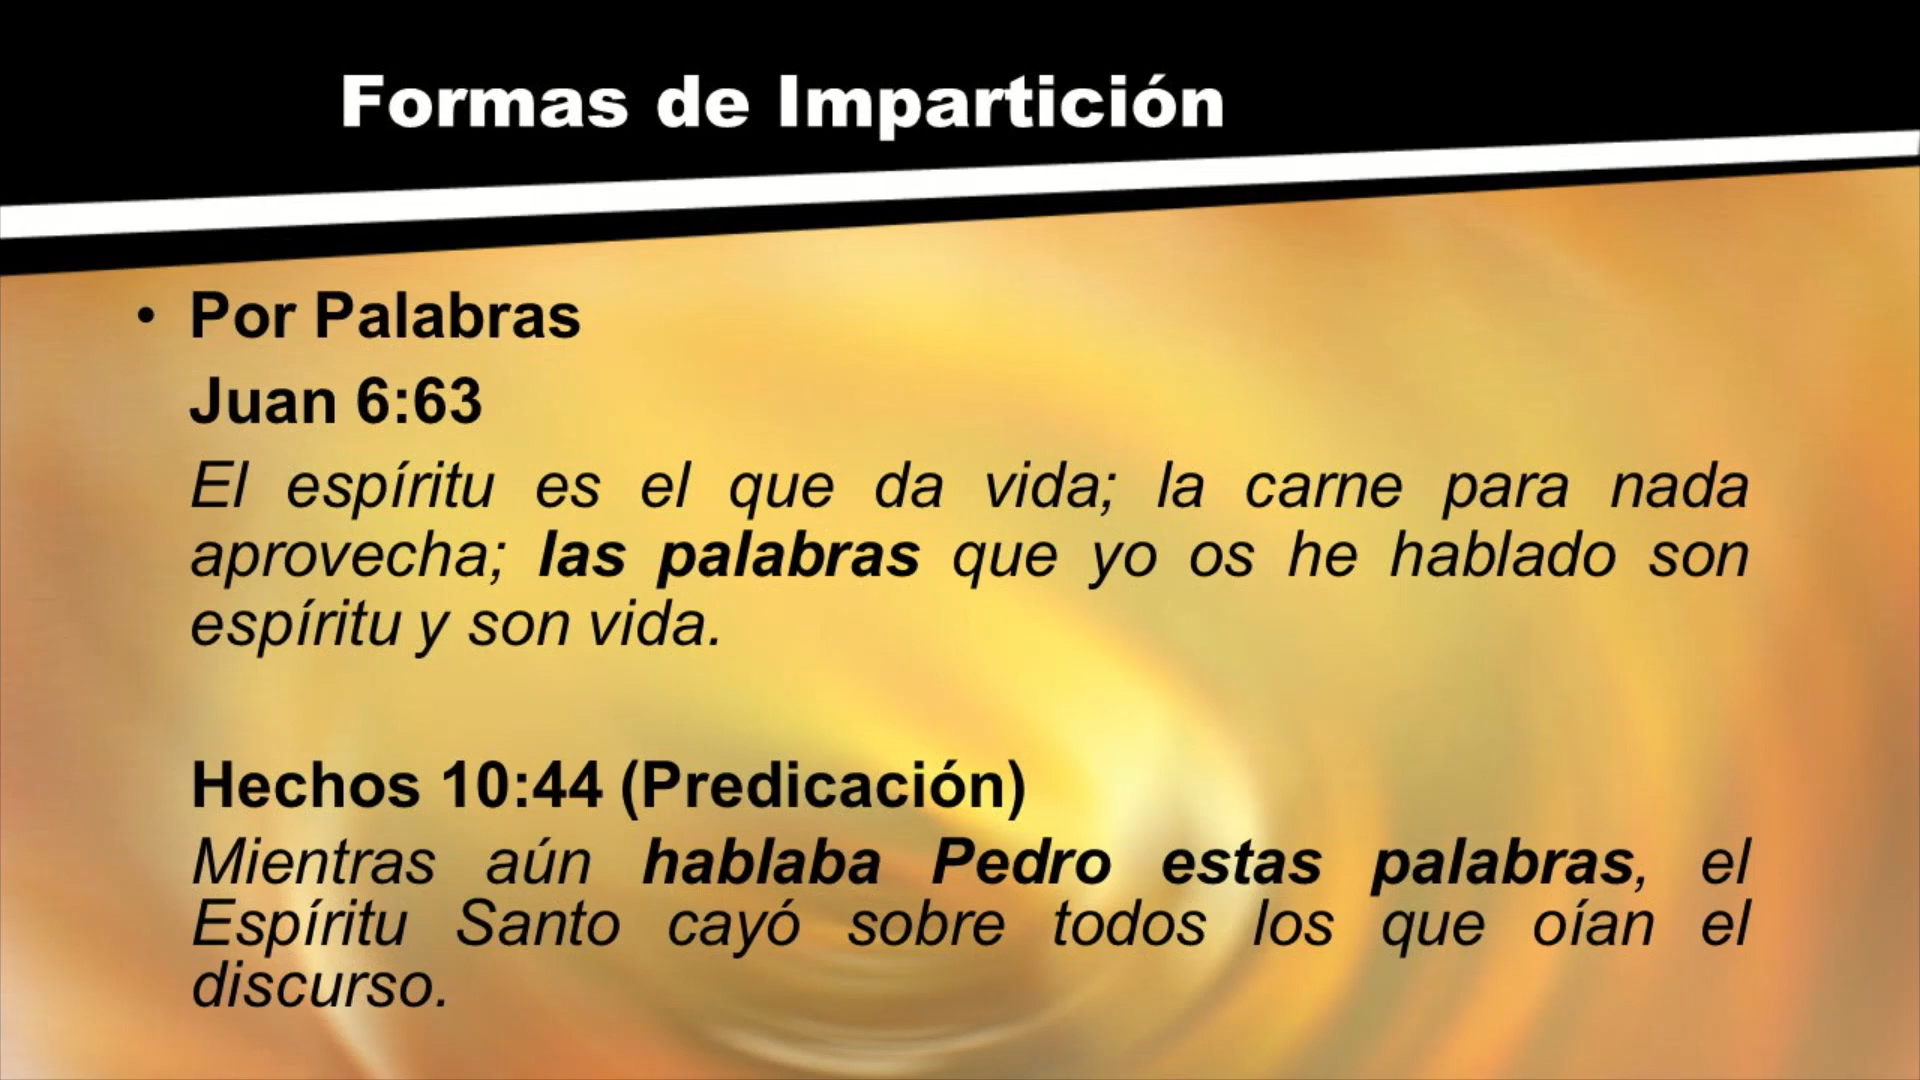 Formas de Impartición
• Por Palabras
Juan 6:63
El espíritu es el que da vida; la carne para nada
aprovecha; las palabras que yo os he hablado son
espíritu y son vida.
Hechos 10:44 (Predicación)
Mientras aún hablaba Pedro estas palabras, el
Espíritu Santo cayó sobre todos los que oían el
discurso.